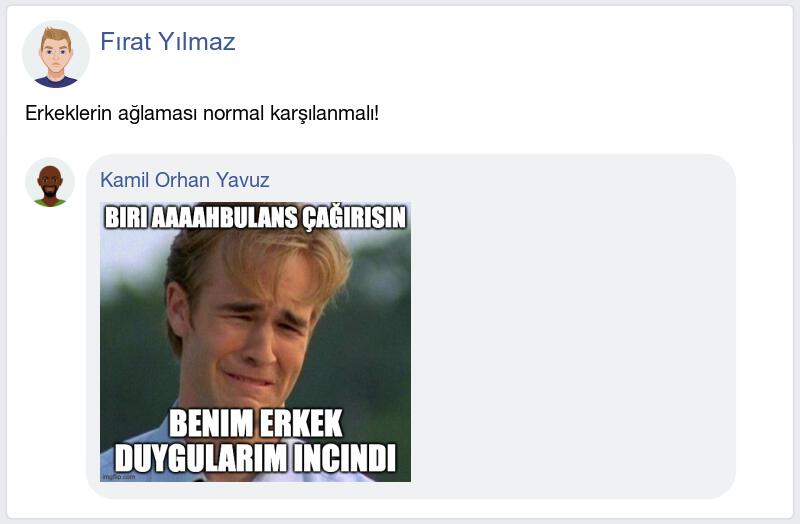 Fırat Yılmaz
Erkeklerin ağlaması normal karşılanmalı!
Kamil Orhan Yavuz
BIRI AAAAHBULANS ÇAĞIRISIN
BENIM ERKEK
DUYGULARIM INCINDI
imgflip.com